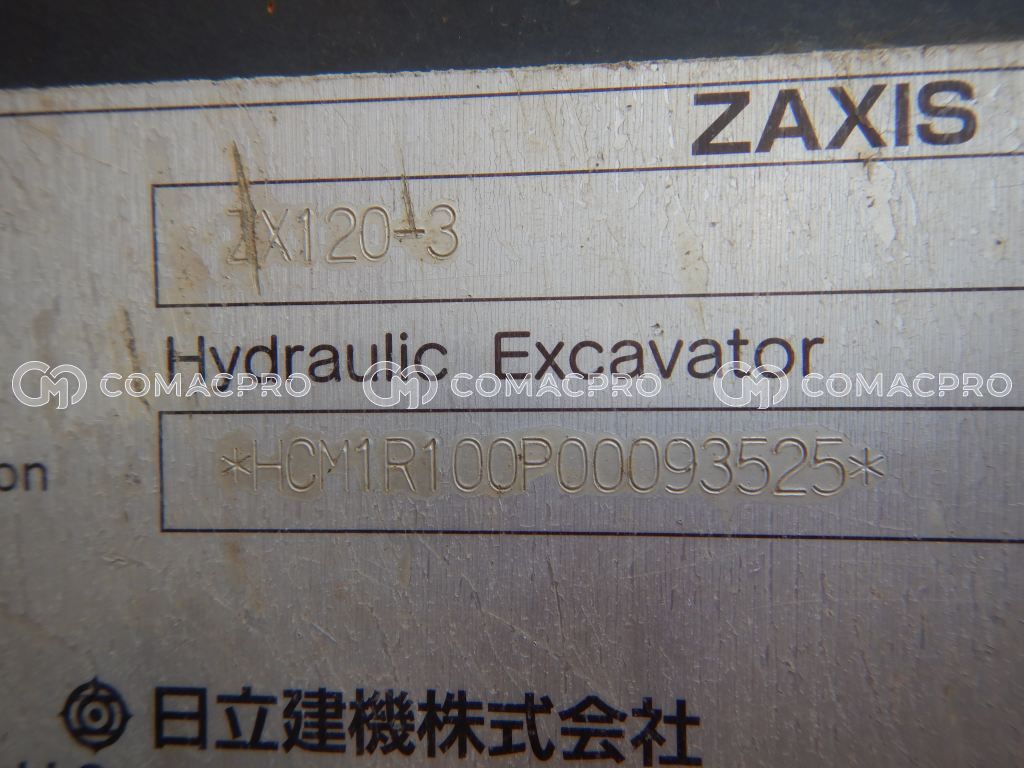 ZAXIS
ZX120-3
Hydraulic Excavator
COMACPRO COMACPRO COMACPRO
on
*HCM1R100P00093525*
日立建機株式会社